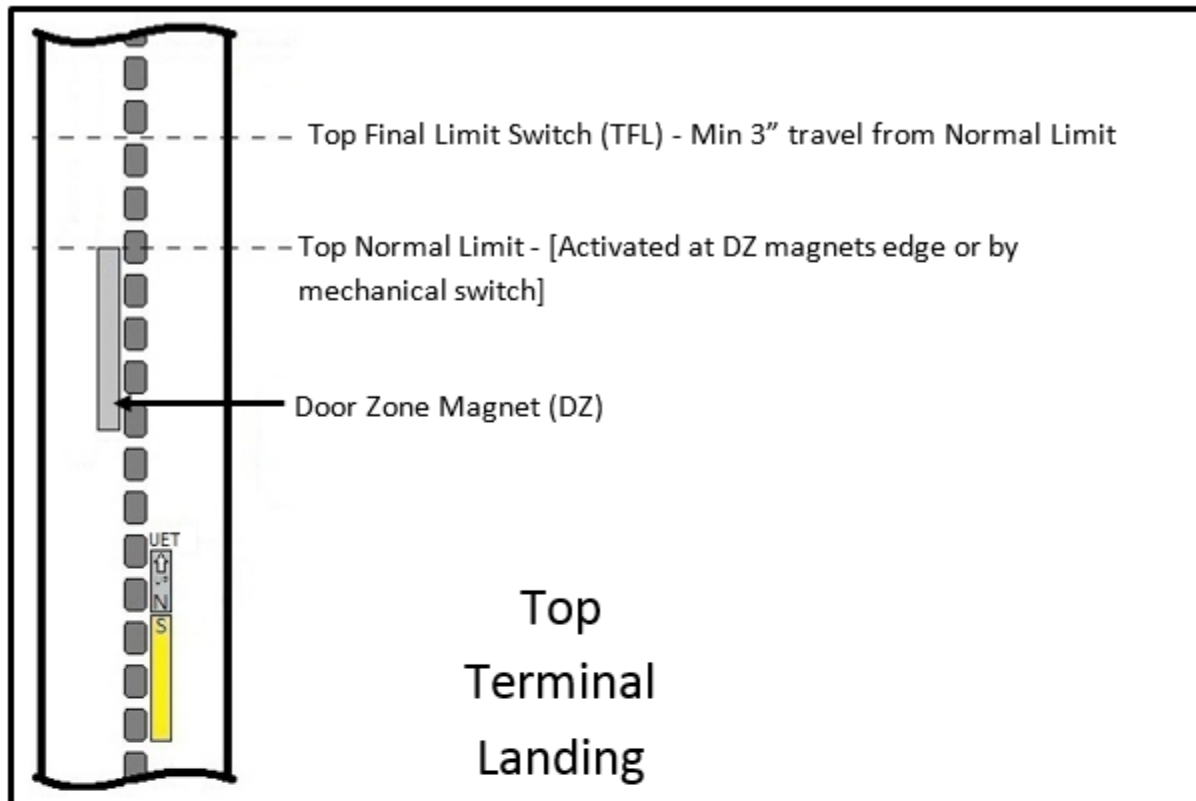 Top Final Limit Switch (TFL) - Min 3” travel from Normal Limit
Top Normal Limit - [Activated at DZ magnets edge or by
mechanical switch]
Door Zone Magnet (DZ)
UET
N
S
Top
Terminal
Landing